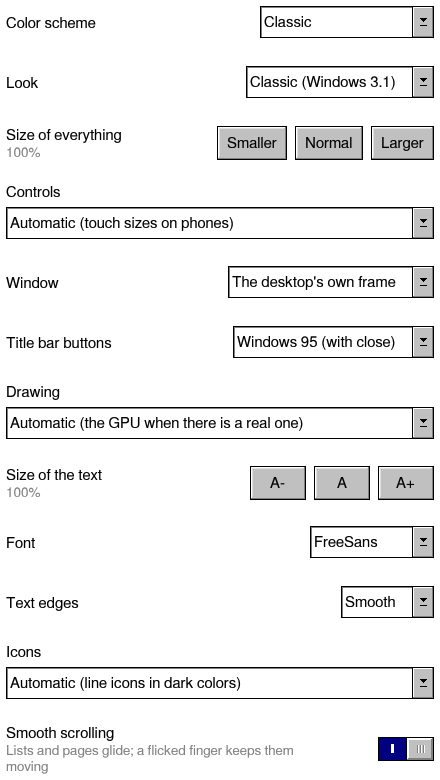 Color scheme
Classic
Look
Classic (Windows 3.1)
Size of everything
100%
Smaller
Normal
Larger
Controls
Automatic (touch sizes on phones)
Window
The desktop's own frame
Title bar buttons
Windows 95 (with close)
Drawing
Automatic (the GPU when there is a real one)
Size of the text
100%
A-
A
A+
Font
FreeSans
Text edges
Smooth
Icons
Automatic (line icons in dark colors)
Smooth scrolling
Lists and pages glide; a flicked finger keeps them
moving